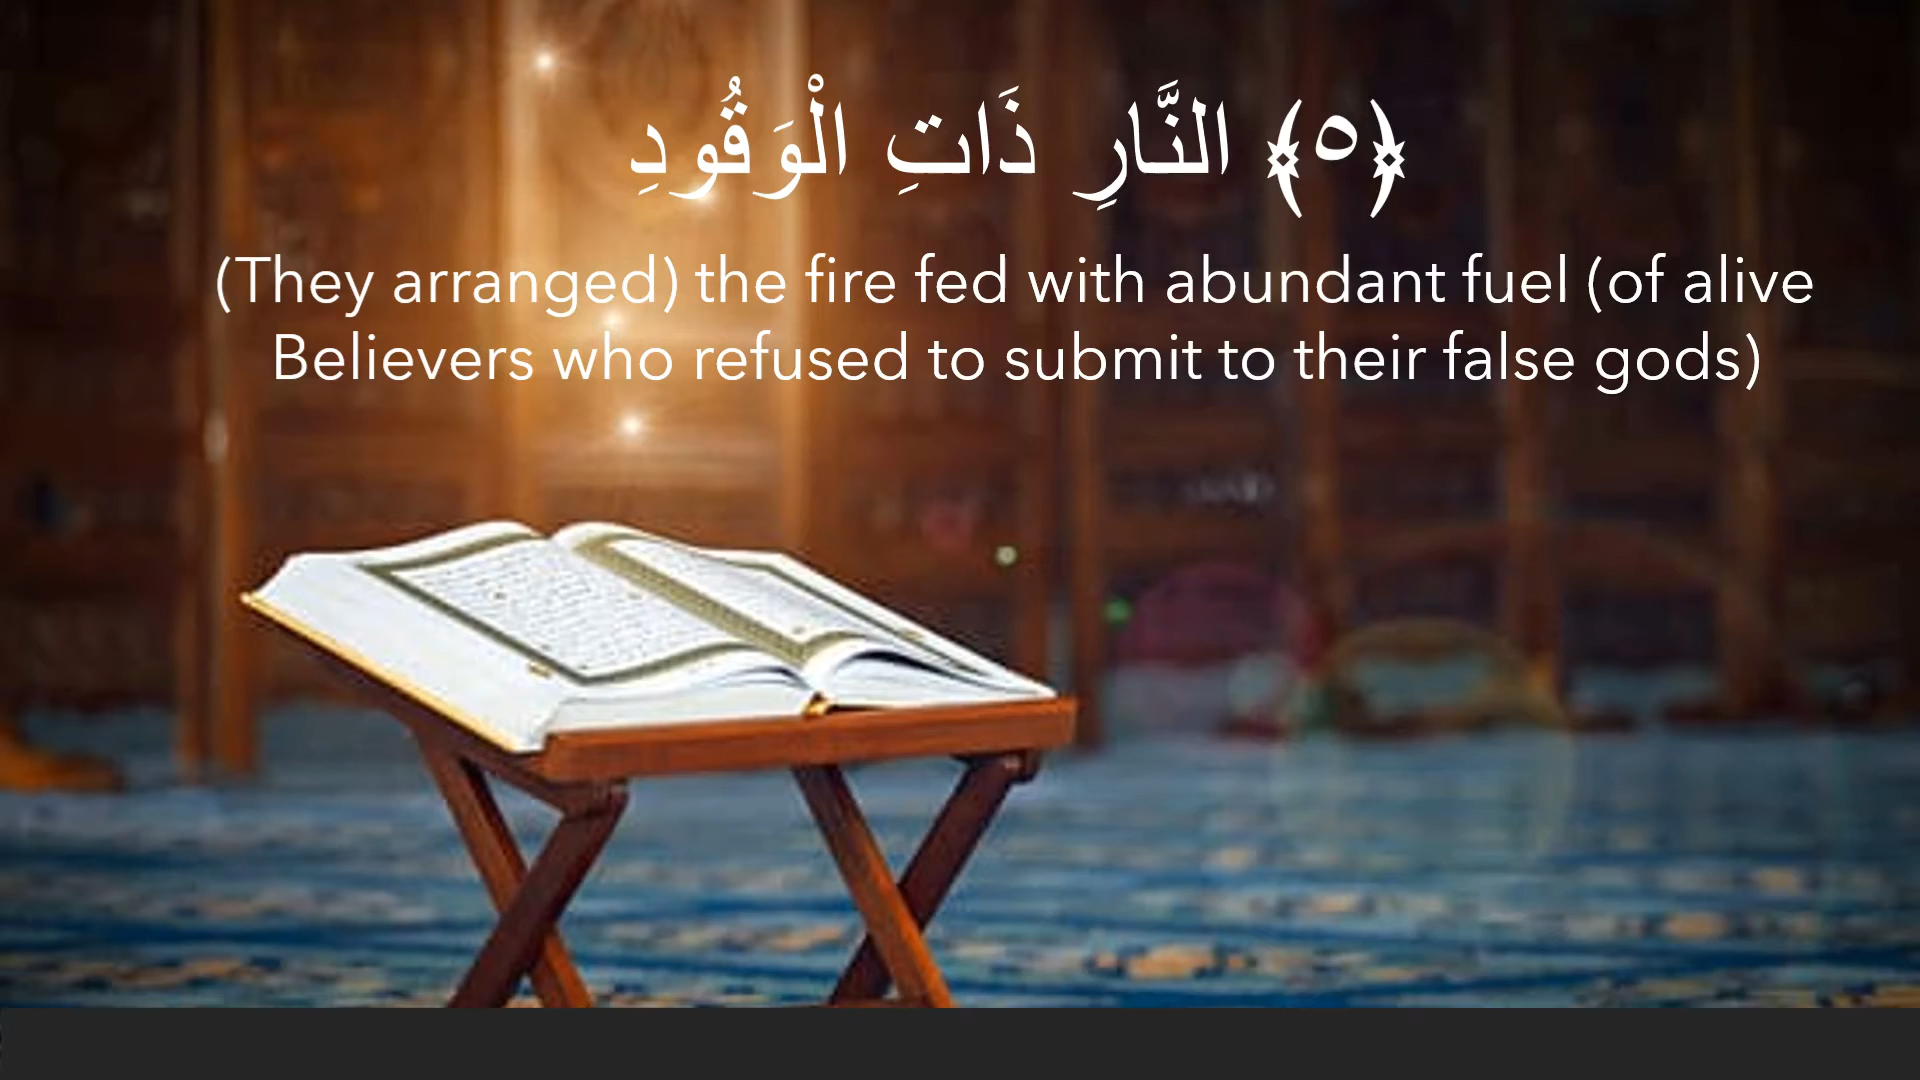 ﴿٥﴾ النَّارِ ذَاتِ الْوَقُودِ
(They arranged) the fire fed with abundant fuel (of alive
Believers who refused to submit to their false gods)